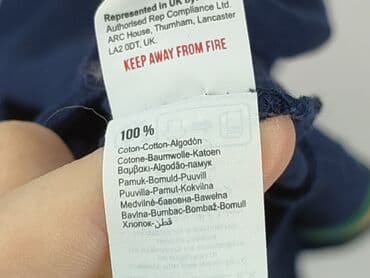 Represented in UK by:
Authorised Rep Compliance Ltd.
ARC House, Thurnham, Lancaster
LA2 0DT, UK.
KEEP AWAY FROM FIRE
100 %
Coton-Cotton-Algodón
Cotone-Baumwolle-Katoen
Βαμβάκι-Algodão-памук
Pamuk-Bomuld-Puuvill
Puuvilla-Pamut-Kokvilna
Medvilnė-bavlna-Bawełna
Bavlna-Bumbac-Bombaž-Bomull
Хлопок-قطن